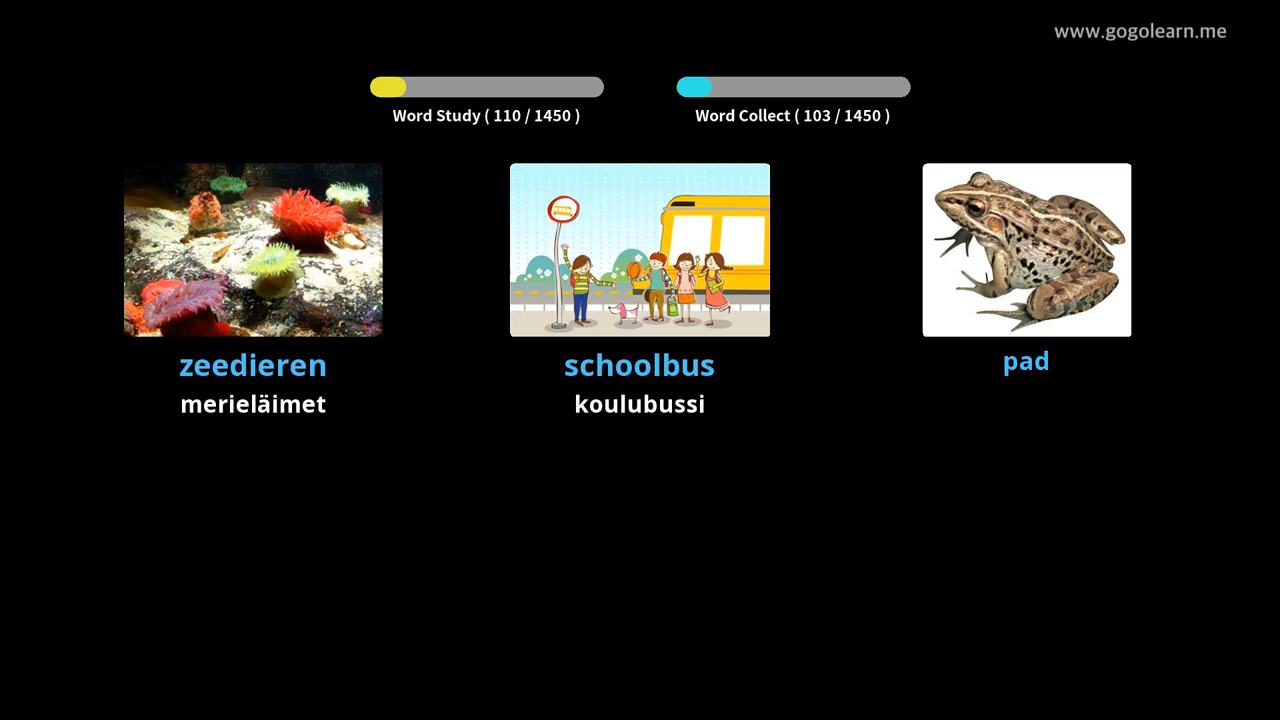 www.gogolearn.me
Word Study ( 110 / 1450 )
Word Collect ( 103 / 1450 )
zeedieren
merieläimet
schoolbus
koulubussi
pad